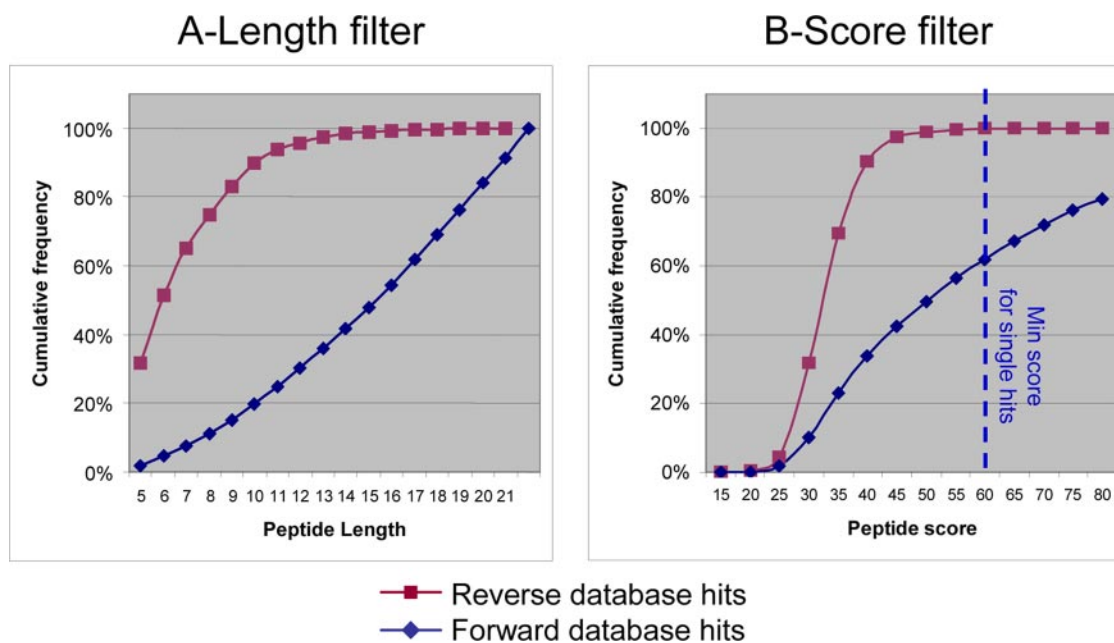 A-Length filter
B-Score filter
Cumulative frequency
100%
80%
60%
40%
20%
0%
5 6 7 8 9 10 11 12 13 14 15 16 17 18 19 20 21
Peptide Length
Cumulative frequency
100%
80%
60%
40%
20%
0%
Min score
for single hits
15 20 25 30 35 40 45 50 55 60 65 70 75 80
Peptide score
Reverse database hits
Forward database hits